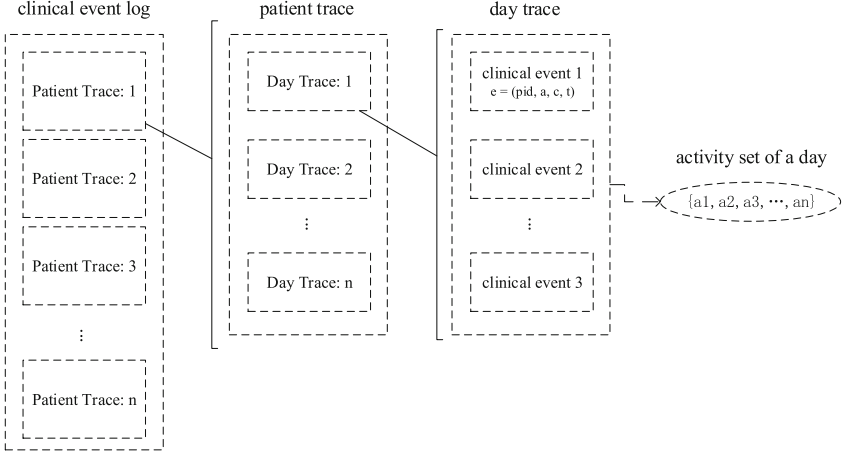 clinical event log
Patient Trace: 1
Patient Trace: 2
Patient Trace: 3
⋮
Patient Trace: n
patient trace
Day Trace: 1
Day Trace: 2
⋮
Day Trace: n
day trace
clinical event 1
e = (pid, a, c, t)
clinical event 2
⋮
clinical event 3
activity set of a day
{a1, a2, a3, ⋯, an}